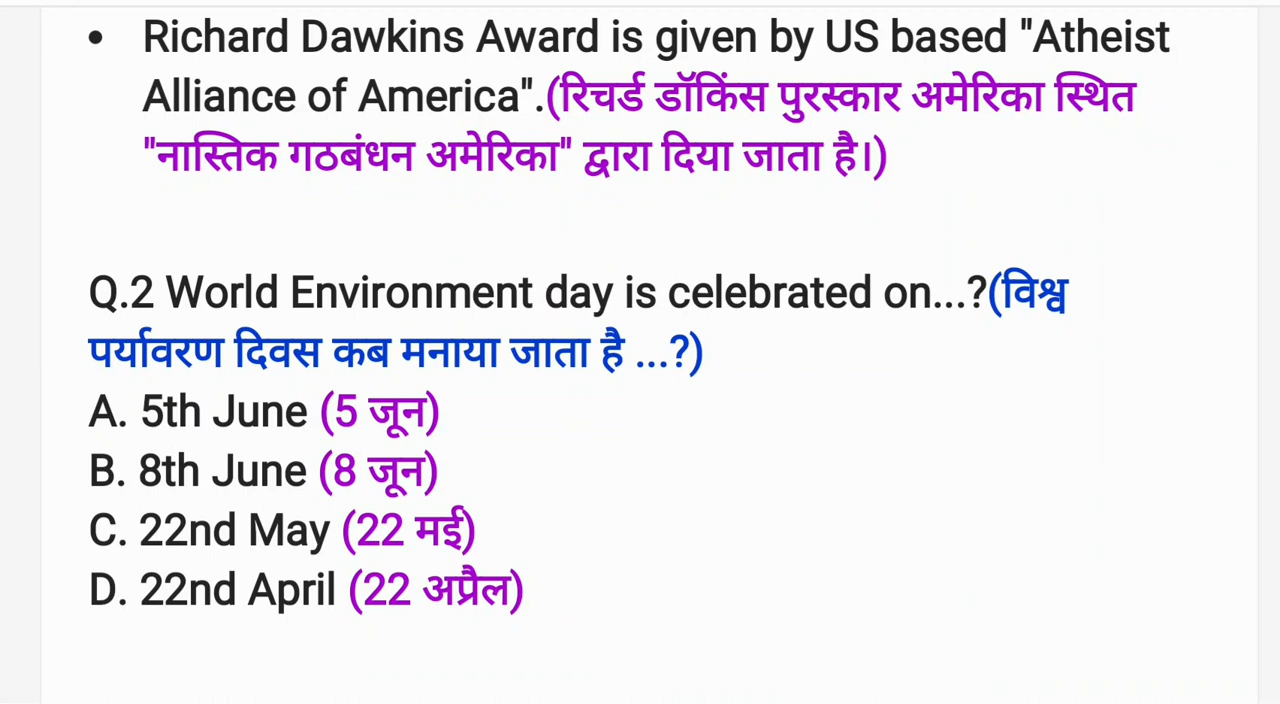 • Richard Dawkins Award is given by US based "Atheist
Alliance of America".(रिचर्ड डॉकिंस पुरस्कार अमेरिका स्थित
"नास्तिक गठबंधन अमेरिका" द्वारा दिया जाता है।)
Q.2 World Environment day is celebrated on...?(विश्व
पर्यावरण दिवस कब मनाया जाता है ...?)
A. 5th June (5 जून)
B. 8th June (8 जून)
C. 22nd May (22 मई)
D. 22nd April (22 अप्रैल)